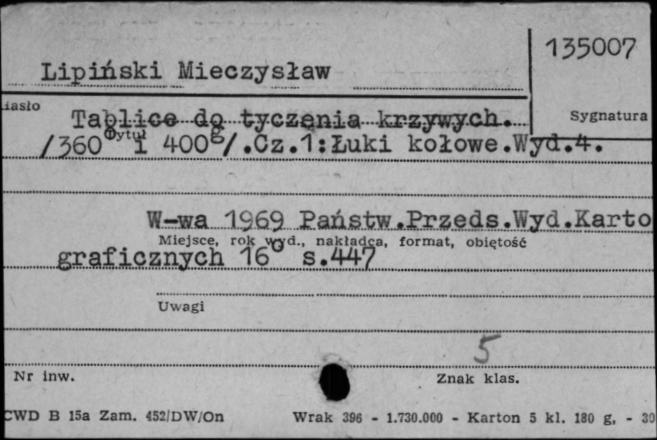 135007
Lipiński Mieczysław
iasło
Sygnatura
Tablice do tyczenia krzywych.
Tytuł
/360° i 400g/.Cz.1:Łuki kołowe.Wyd.4.
W-wa 1969 Państw.Przeds.Wyd.Karto
Miejsce, rok wyd., nakładca, format, objętość
graficznych 16° s.447
Uwagi
5
Nr inw.
Znak klas.
CWD B 15a Zam. 452/DW/On Wrak 396 - 1.730.000 - Karton 5 kl. 180 g. - 30